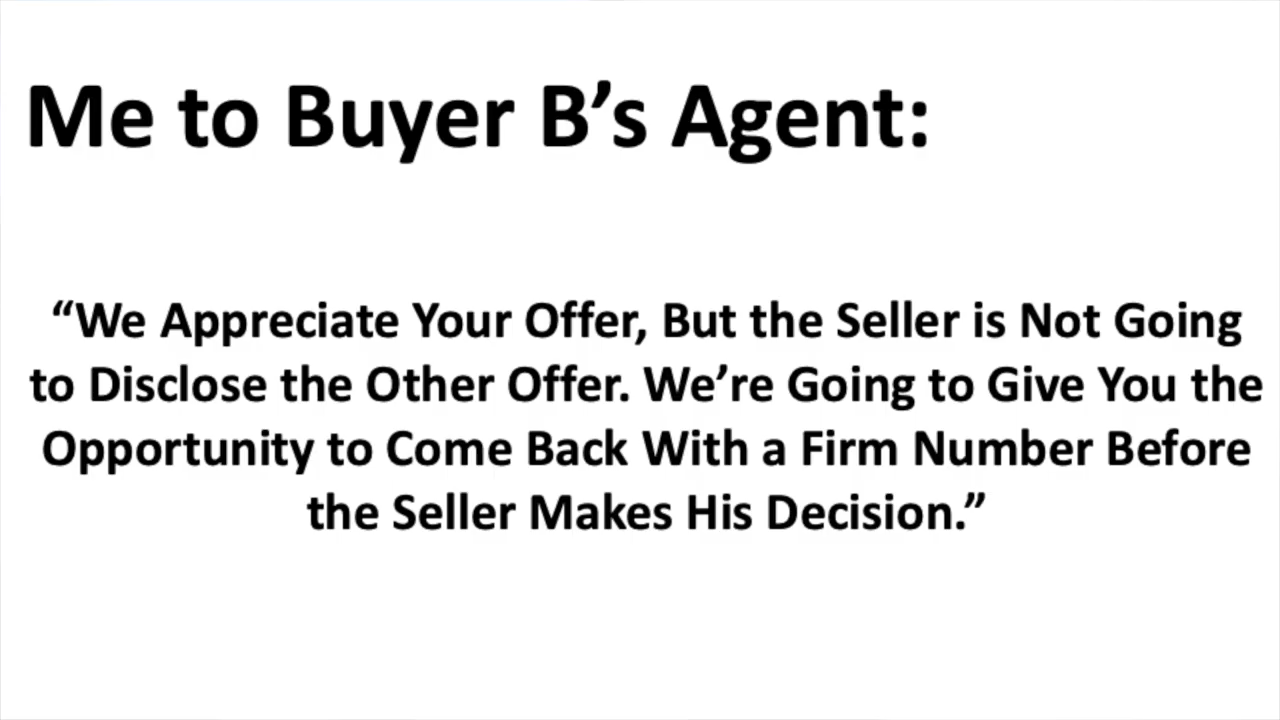 Me to Buyer B’s Agent:
“We Appreciate Your Offer, But the Seller is Not Going
to Disclose the Other Offer. We’re Going to Give You the
Opportunity to Come Back With a Firm Number Before
the Seller Makes His Decision.”